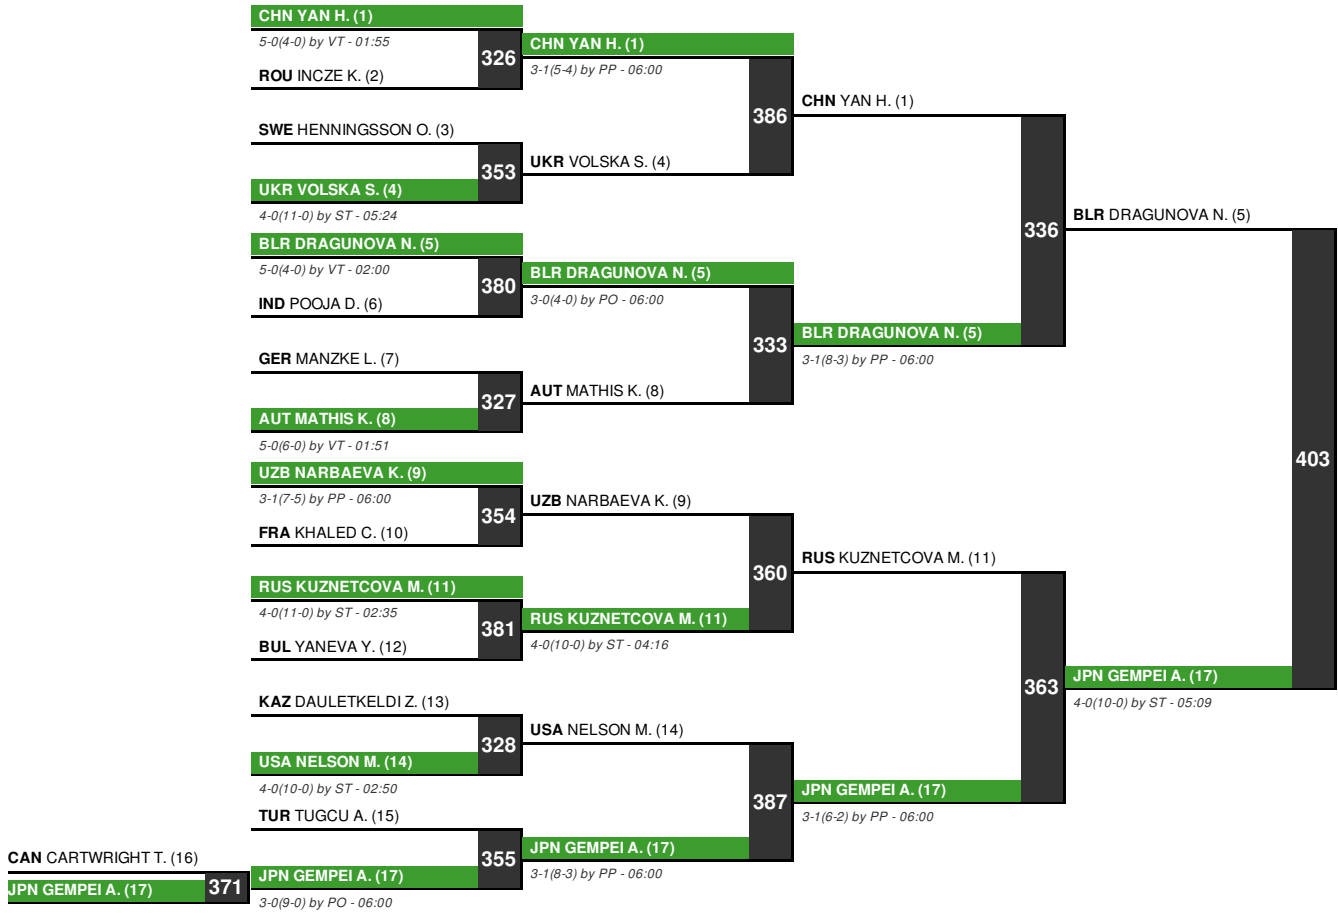 CHN YAN H. (1)
5-0(4-0) by VT - 01:55
ROU INCZE K. (2)
326
CHN YAN H. (1)
3-1(5-4) by PP - 06:00
SWE HENNINGSSON O. (3)
353
UKR VOLSKA S. (4)
4-0(11-0) by ST - 05:24
UKR VOLSKA S. (4)
386
CHN YAN H. (1)
BLR DRAGUNOVA N. (5)
5-0(4-0) by VT - 02:00
IND POOJA D. (6)
380
BLR DRAGUNOVA N. (5)
3-0(4-0) by PO - 06:00
GER MANZKE L. (7)
327
AUT MATHIS K. (8)
5-0(6-0) by VT - 01:51
AUT MATHIS K. (8)
333
BLR DRAGUNOVA N. (5)
3-1(8-3) by PP - 06:00
336
BLR DRAGUNOVA N. (5)
UZB NARBAEVA K. (9)
3-1(7-5) by PP - 06:00
FRA KHALED C. (10)
354
UZB NARBAEVA K. (9)
RUS KUZNETCOVA M. (11)
4-0(11-0) by ST - 02:35
BUL YANEVA Y. (12)
381
RUS KUZNETCOVA M. (11)
4-0(10-0) by ST - 04:16
360
RUS KUZNETCOVA M. (11)
KAZ DAULETKELDI Z. (13)
328
USA NELSON M. (14)
4-0(10-0) by ST - 02:50
USA NELSON M. (14)
TUR TUGCU A. (15)
355
CAN CARTWRIGHT T. (16)
JPN GEMPEI A. (17)
371
JPN GEMPEI A. (17)
3-0(9-0) by PO - 06:00
JPN GEMPEI A. (17)
3-1(8-3) by PP - 06:00
387
JPN GEMPEI A. (17)
3-1(6-2) by PP - 06:00
363
JPN GEMPEI A. (17)
4-0(10-0) by ST - 05:09
403